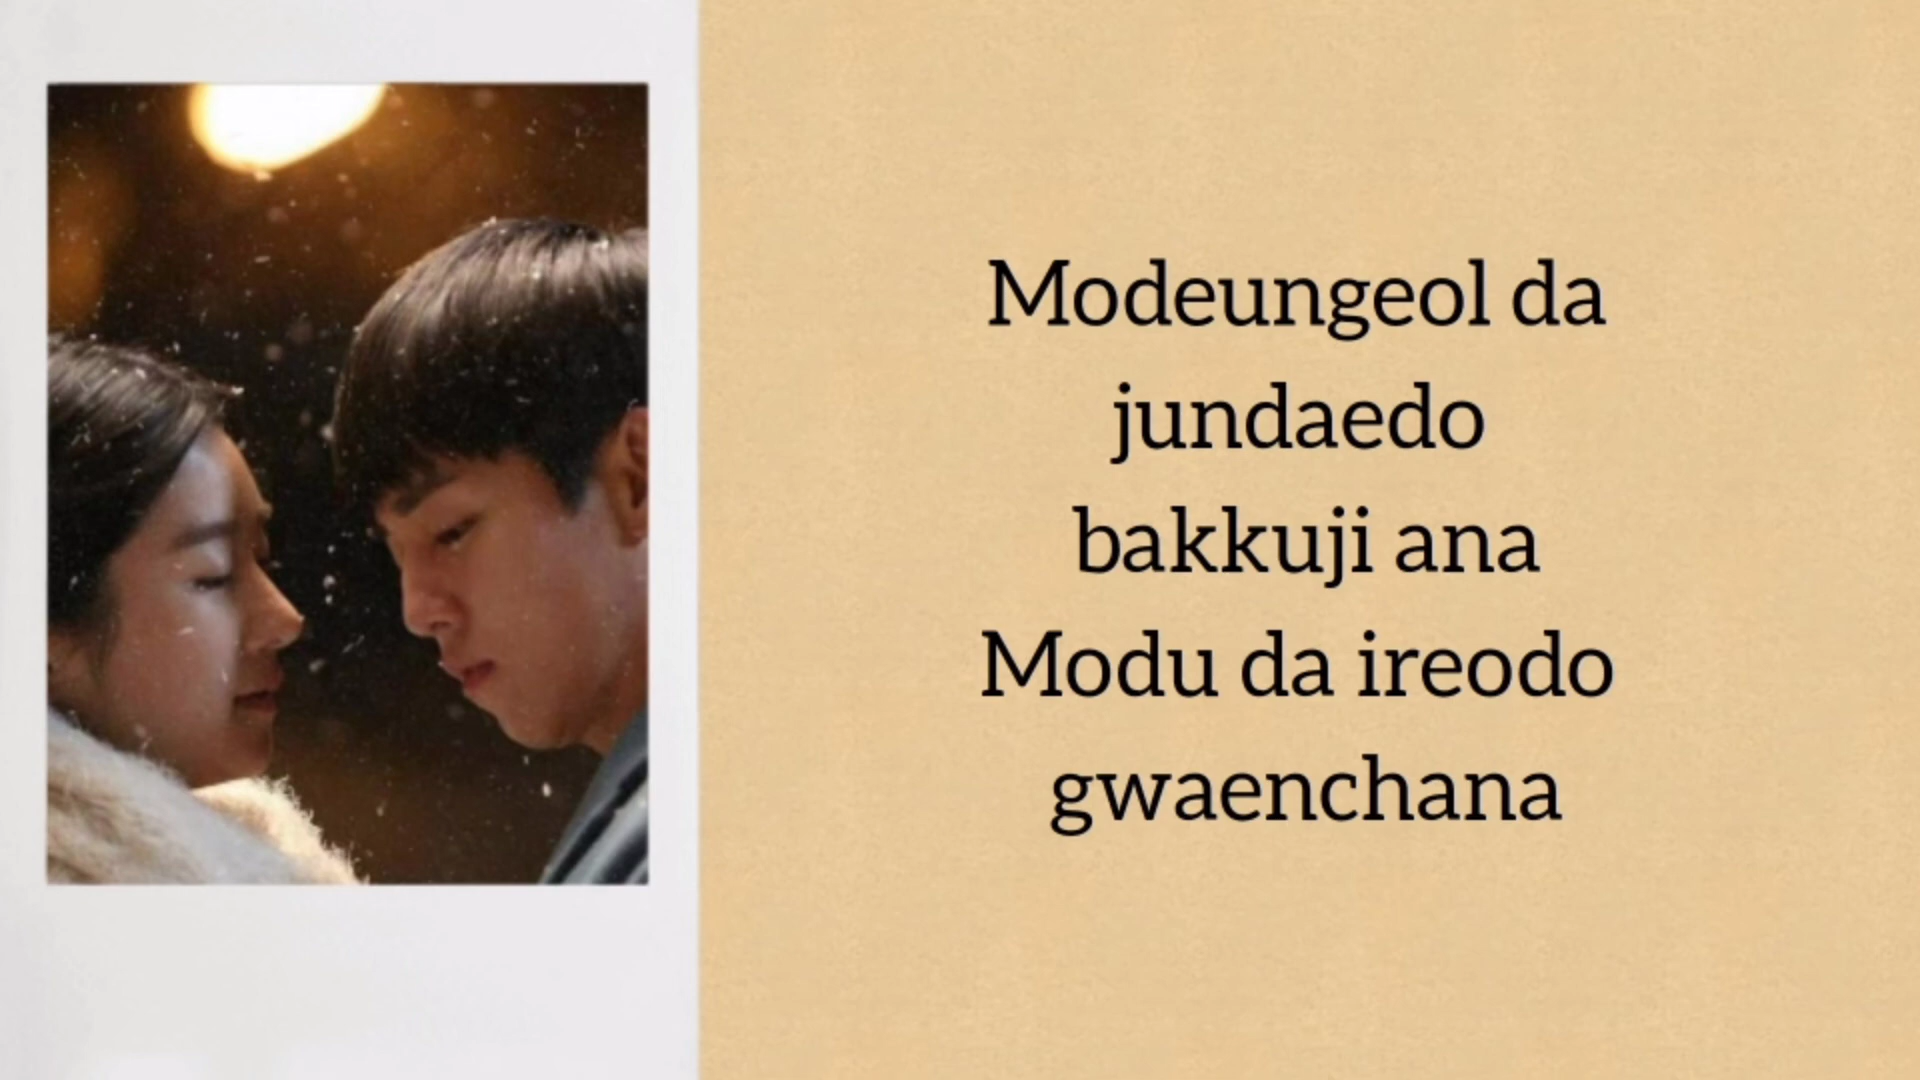 Modeungeol da
jundaedo
bakkuji ana
Modu da ireodo
gwaenchana